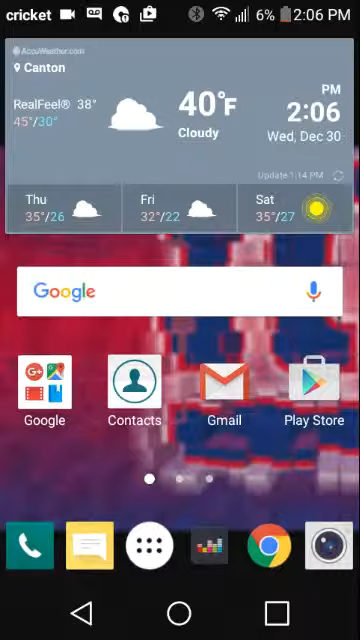 cricket 6% 2:06 PM
AccuWeather.com
Canton
RealFeel® 38°
45°/30°
40°F
Cloudy
PM
2:06
Wed, Dec 30
Update 1:14 PM
Thu
35°/26
Fri
32°/22
Sat
35°/27
Google
Google Contacts Gmail Play Store